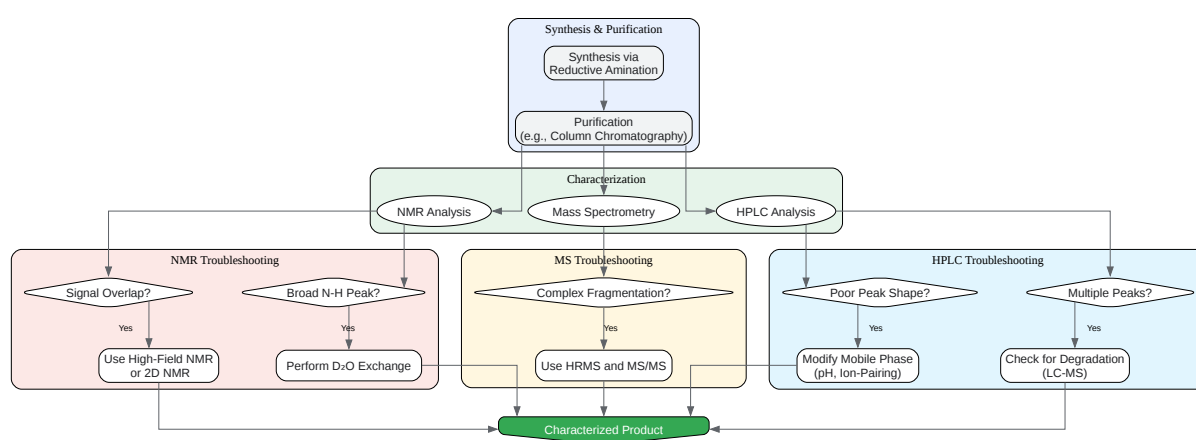 Synthesis & Purification
Synthesis via
Reductive Amination
Purification
(e.g., Column Chromatography)
Characterization
NMR Analysis
Mass Spectrometry
HPLC Analysis
NMR Troubleshooting
MS Troubleshooting
HPLC Troubleshooting
Signal Overlap?
Broad N-H Peak?
Complex Fragmentation?
Poor Peak Shape?
Multiple Peaks?
Yes
Yes
Yes
Yes
Yes
Use High-Field NMR
or 2D NMR
Perform D₂O Exchange
Use HRMS and MS/MS
Modify Mobile Phase
(pH, Ion-Pairing)
Check for Degradation
(LC-MS)
Characterized Product